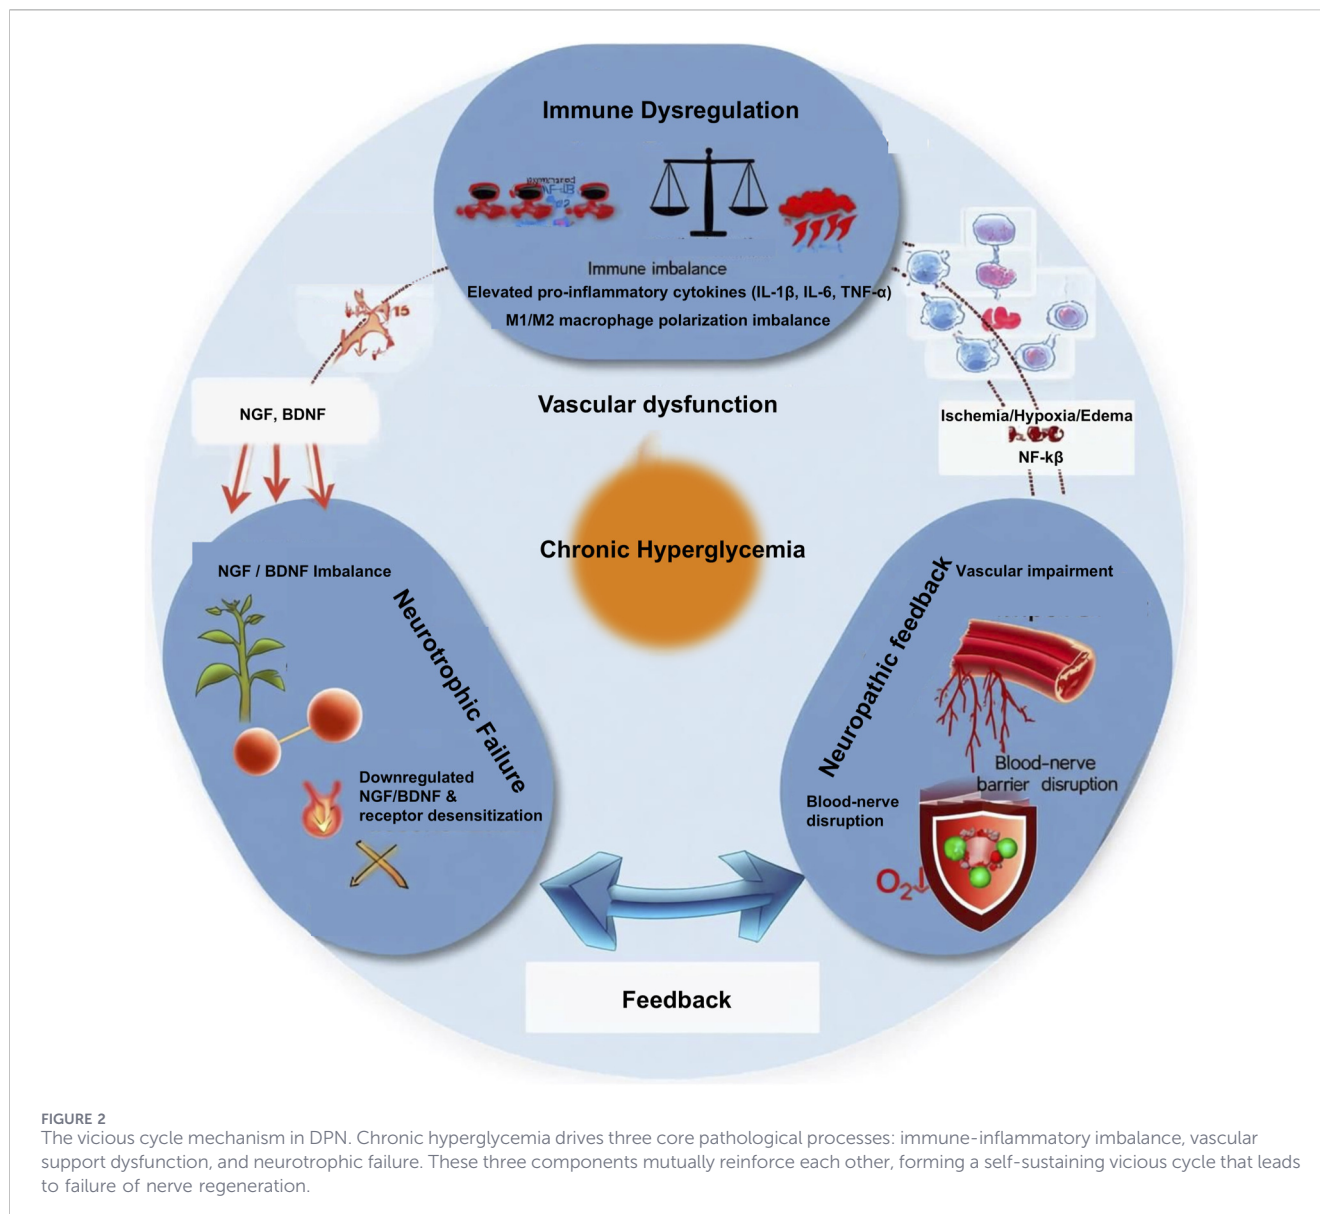 Immune Dysregulation
Immune imbalance
Elevated pro-inflammatory cytokines (IL-1β, IL-6, TNF-α)
M1/M2 macrophage polarization imbalance
15
NGF, BDNF
Vascular dysfunction
Ischemia/Hypoxia/Edema
NF-kβ
Chronic Hyperglycemia
NGF / BDNF Imbalance
Neurotrophic Failure
Downregulated
NGF/BDNF &
receptor desensitization
Neuropathic feedback
Vascular impairment
Blood-nerve
barrier disruption
Blood-nerve
disruption
O2↓
Feedback
FIGURE 2
The vicious cycle mechanism in DPN. Chronic hyperglycemia drives three core pathological processes: immune-inflammatory imbalance, vascular
support dysfunction, and neurotrophic failure. These three components mutually reinforce each other, forming a self-sustaining vicious cycle that leads
to failure of nerve regeneration.